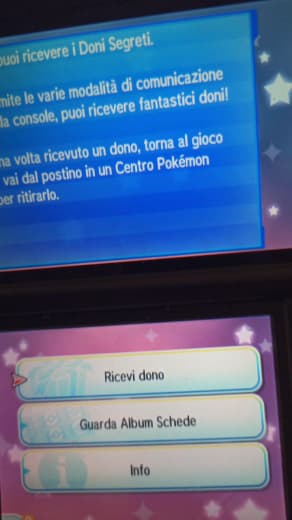 puoi ricevere i Doni Segreti.
mite le varie modalità di comunicazione
la console, puoi ricevere fantastici doni!
na volta ricevuto un dono, torna al gioco
vai dal postino in un Centro Pokémon
per ritirarlo.
Ricevi dono
Guarda Album Schede
Info